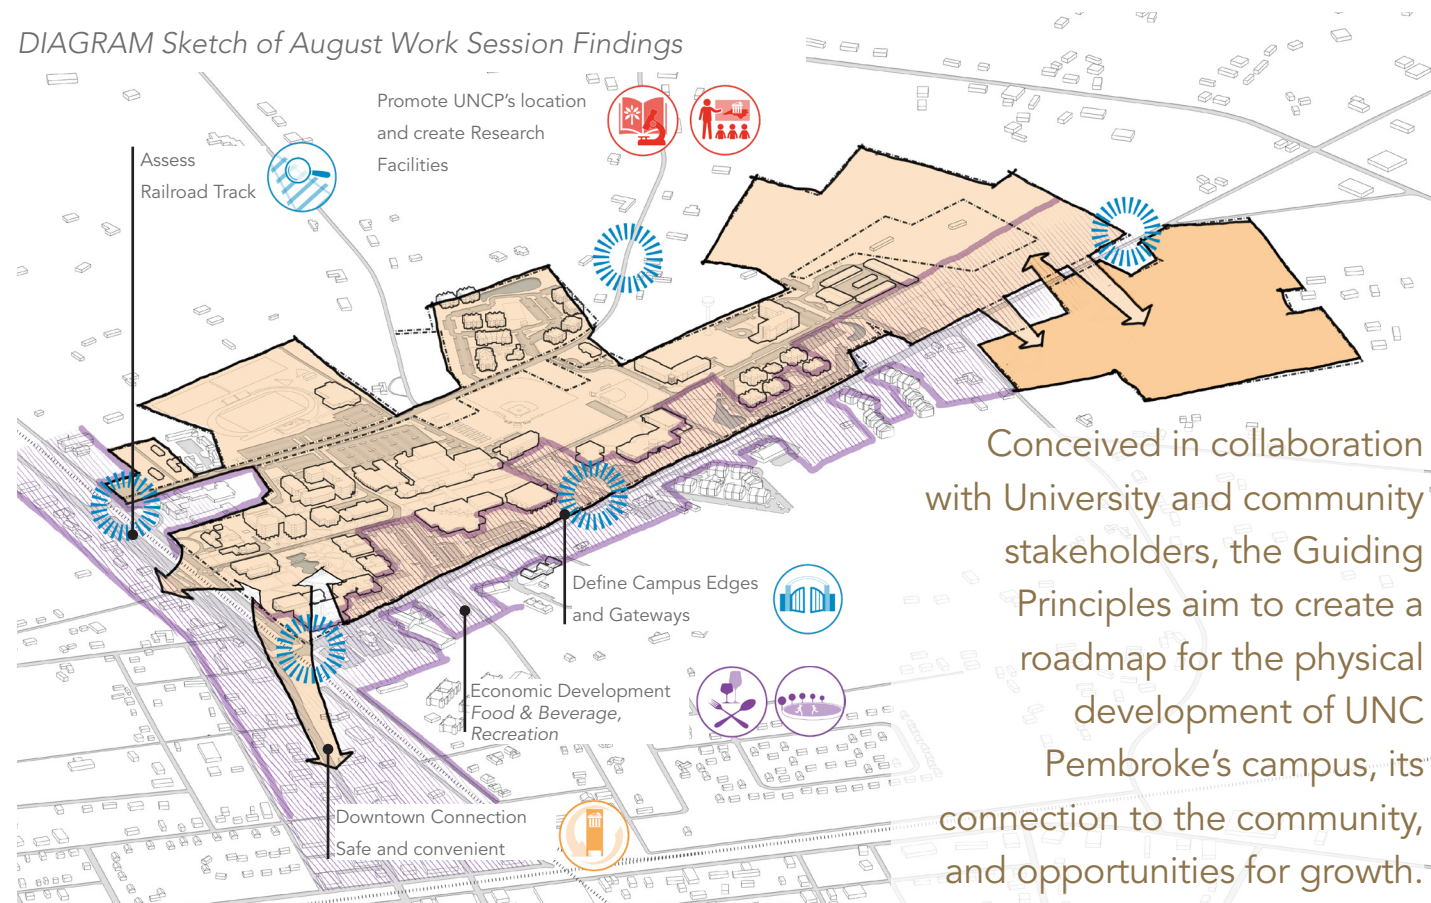 DIAGRAM Sketch of August Work Session Findings
Promote UNCP’s location
and create Research
Facilities
Assess
Railroad Track
Define Campus Edges
and Gateways
Economic Development
Food & Beverage,
Recreation
Downtown Connection
Safe and convenient
Conceived in collaboration
with University and community
stakeholders, the Guiding
Principles aim to create a
roadmap for the physical
development of UNC
Pembroke’s campus, its
connection to the community,
and opportunities for growth.